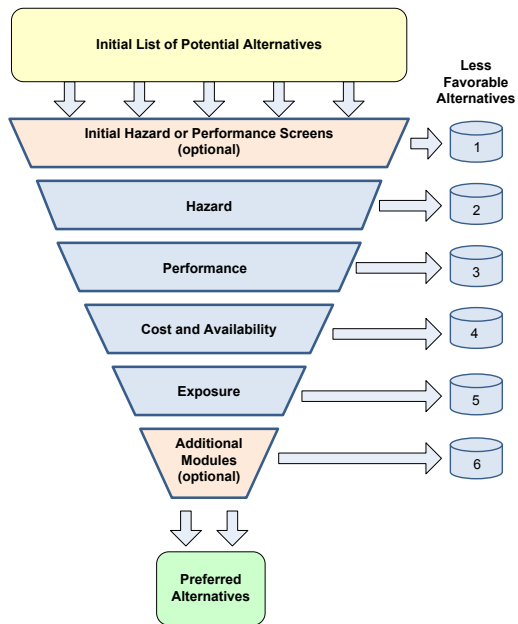 Initial List of Potential Alternatives
Less
Favorable
Alternatives
Initial Hazard or Performance Screens
(optional)
1
Hazard
2
Performance
3
Cost and Availability
4
Exposure
5
Additional
Modules
(optional)
6
Preferred
Alternatives